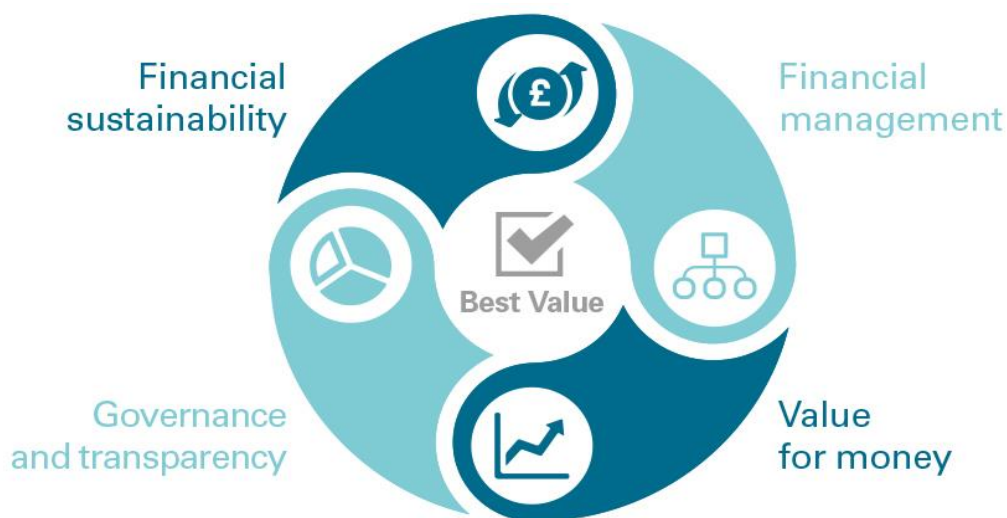 Financial
sustainability
Financial
management
£
Best Value
Governance
and transparency
Value
for money